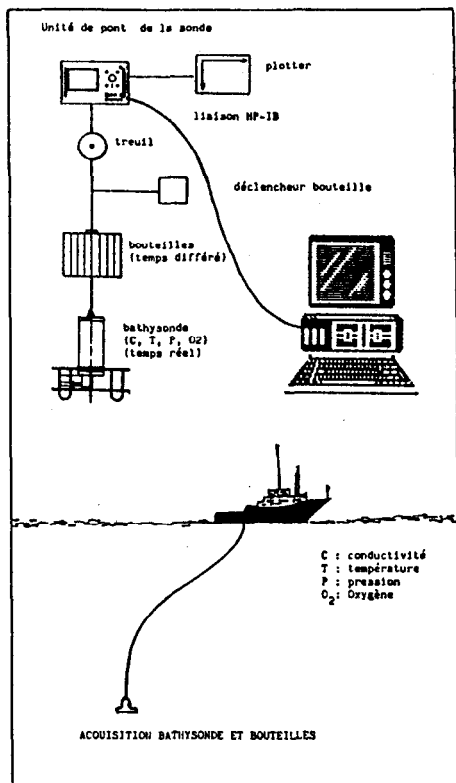 Unité de pont de la sonde
plotter
liaison HP-IB
treuil
déclencheur bouteille
bouteilles
(temps différé)
bathysonde
(C, T, P, O2)
(temps réel)
C : conductivité
T : température
P : pression
O2: Oxygène
ACQUISITION BATHYSONDE ET BOUTEILLES